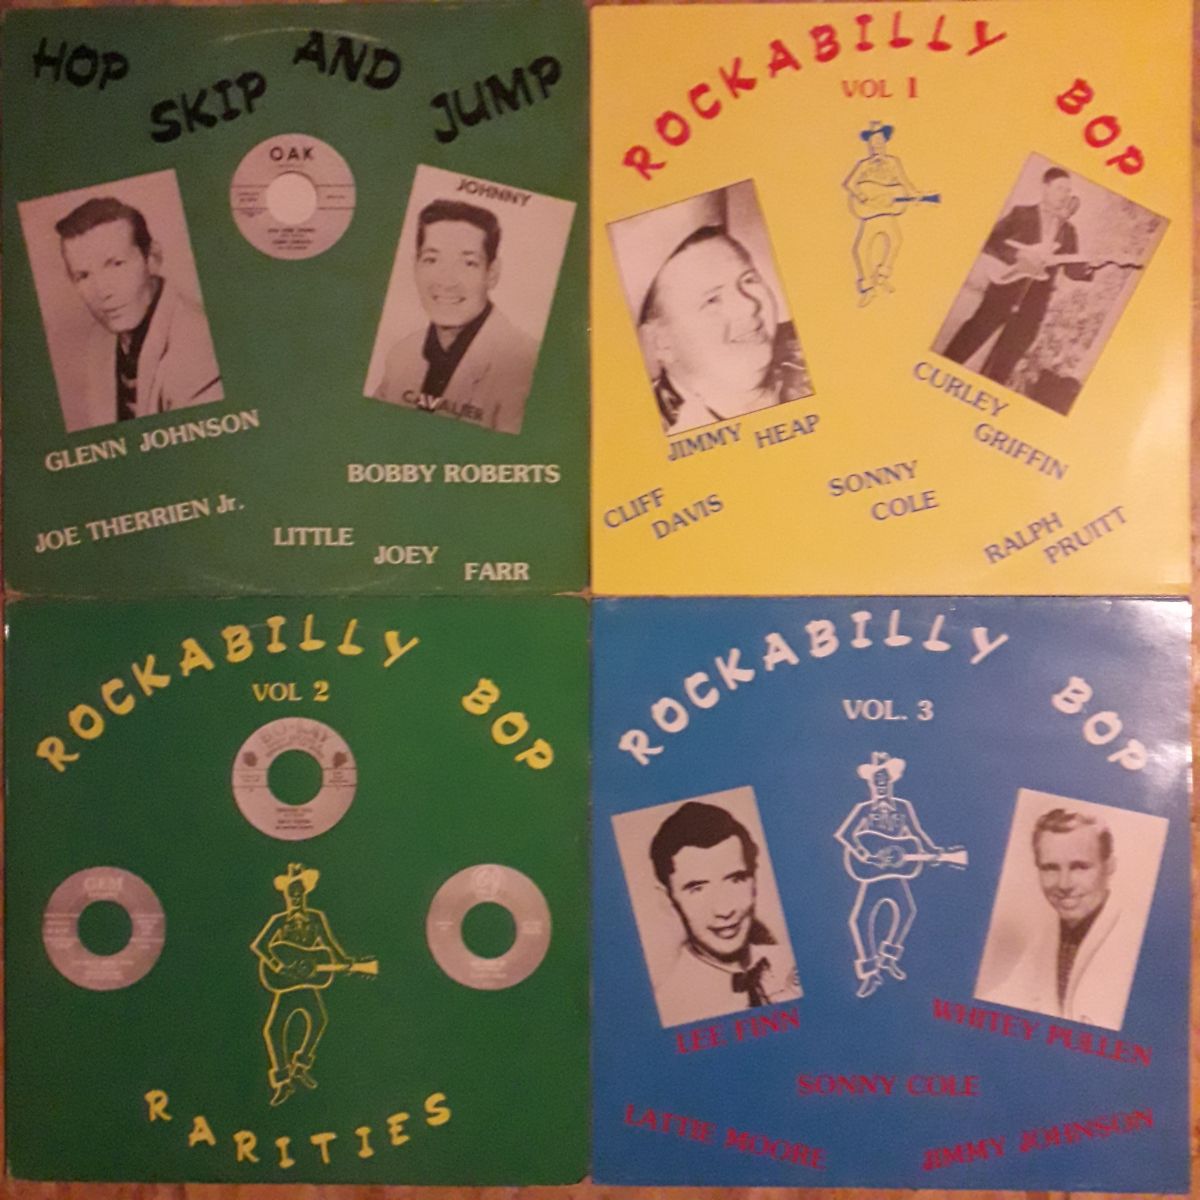 HOP
SKIP
AND
JUMP
OAK
JOHNNY
CAVALIER
GLENN JOHNSON
BOBBY ROBERTS
JOE THERRIEN Jr.
LITTLE
JOEY
FARR
ROCKABILLY
BOP
VOL 1
JIMMY HEAP
CURLEY
GRIFFIN
CLIFF
DAVIS
SONNY
COLE
RALPH
PRUITT
ROCKABILLY
BOP
VOL 2
GEM
RARITIES
ROCKABILLY
BOP
VOL. 3
LEE FINN
WHITEY PULLEN
SONNY COLE
LATTIE MOORE
JIMMY JOHNSON